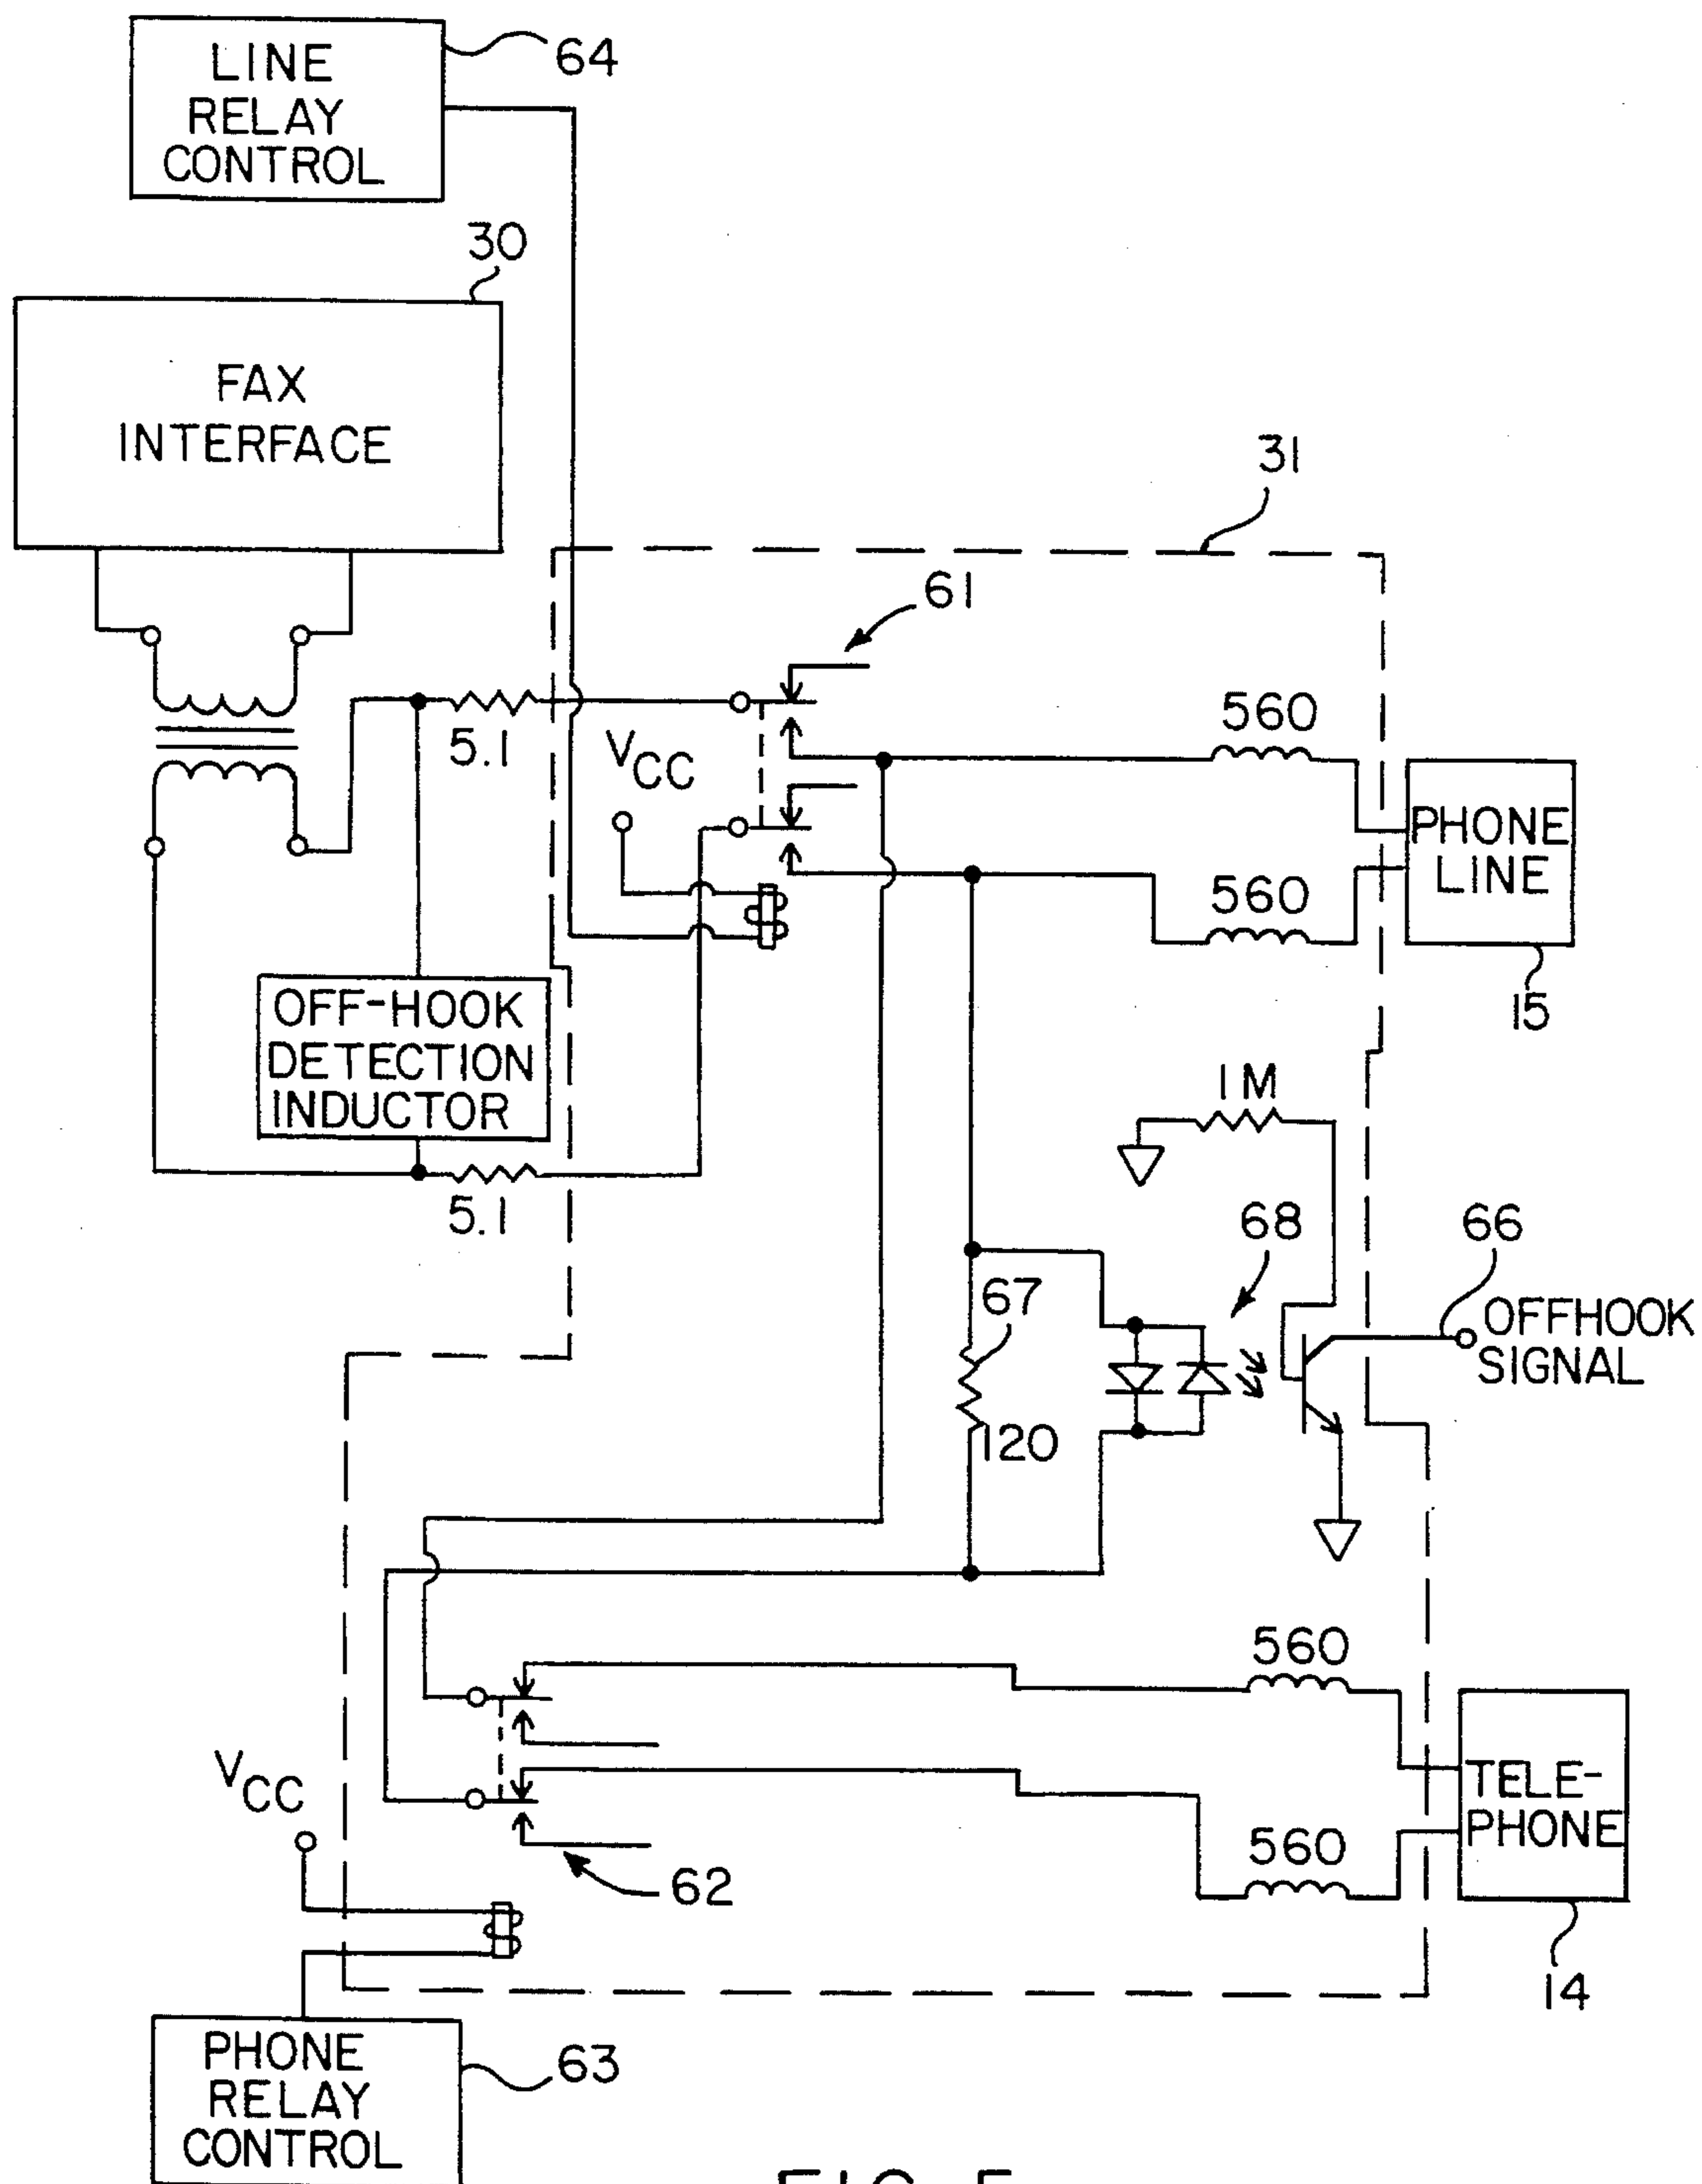 LINE
RELAY
CONTROL
64
30
FAX
INTERFACE
31
61
5.1
VCC
560
560
PHONE
LINE
15
OFF-HOOK
DETECTION
INDUCTOR
5.1
1M
68
66
67
OFFHOOK
SIGNAL
120
560
VCC
TELE-
PHONE
560
62
14
PHONE
RELAY
CONTROL
63
FIG. 5